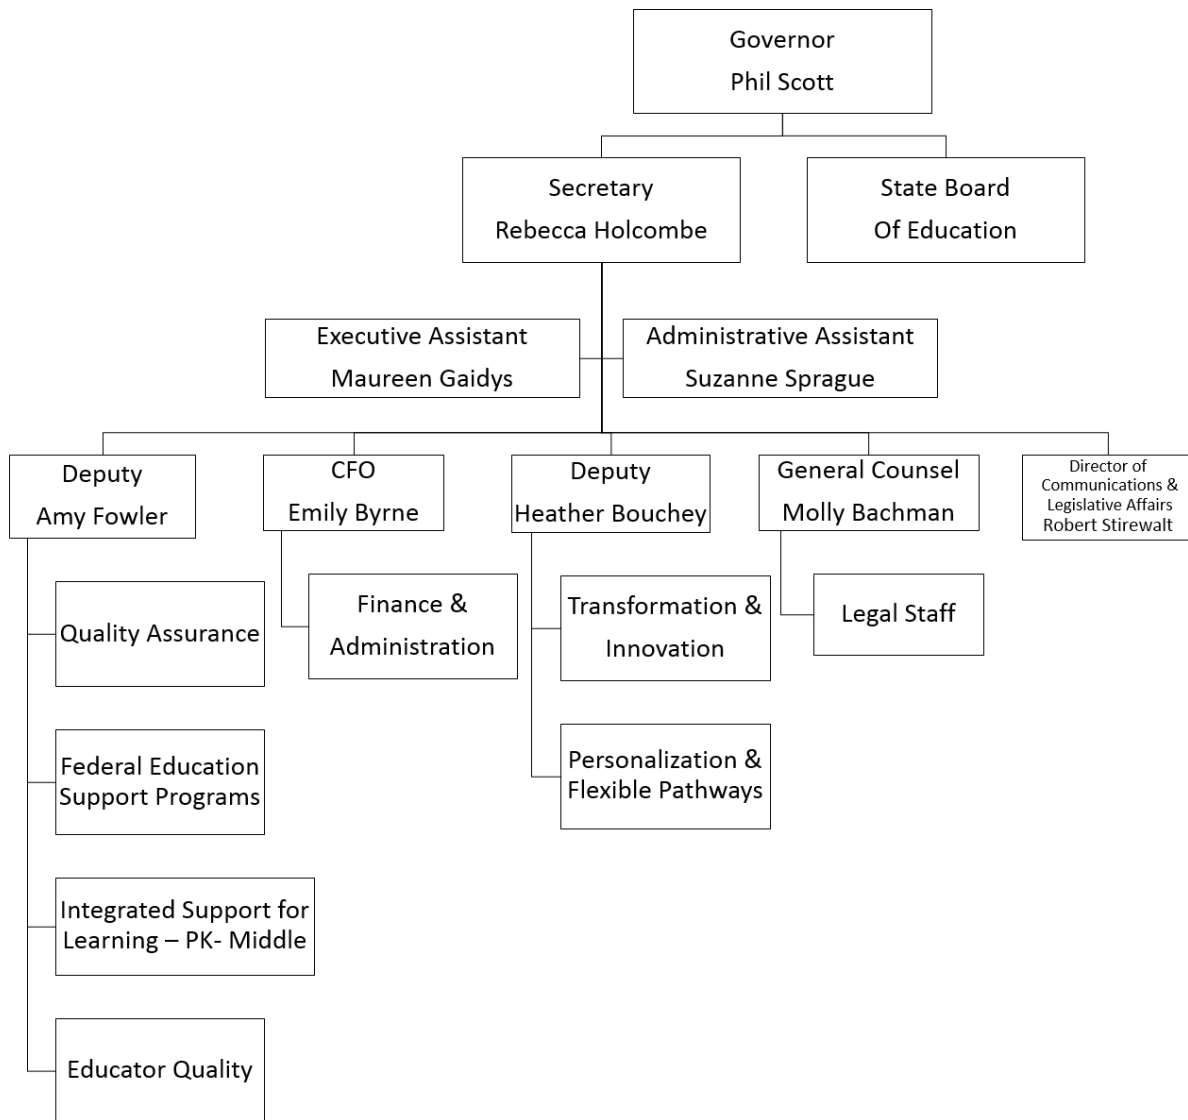 Governor
Phil Scott
Secretary
Rebecca Holcombe
State Board
Of Education
Executive Assistant
Maureen Gaidys
Administrative Assistant
Suzanne Sprague
Deputy
Amy Fowler
CFO
Emily Byrne
Deputy
Heather Bouchey
General Counsel
Molly Bachman
Director of
Communications &
Legislative Affairs
Robert Stirewalt
Quality Assurance
Federal Education
Support Programs
Integrated Support for
Learning – PK- Middle
Educator Quality
Finance &
Administration
Transformation &
Innovation
Personalization &
Flexible Pathways
Legal Staff